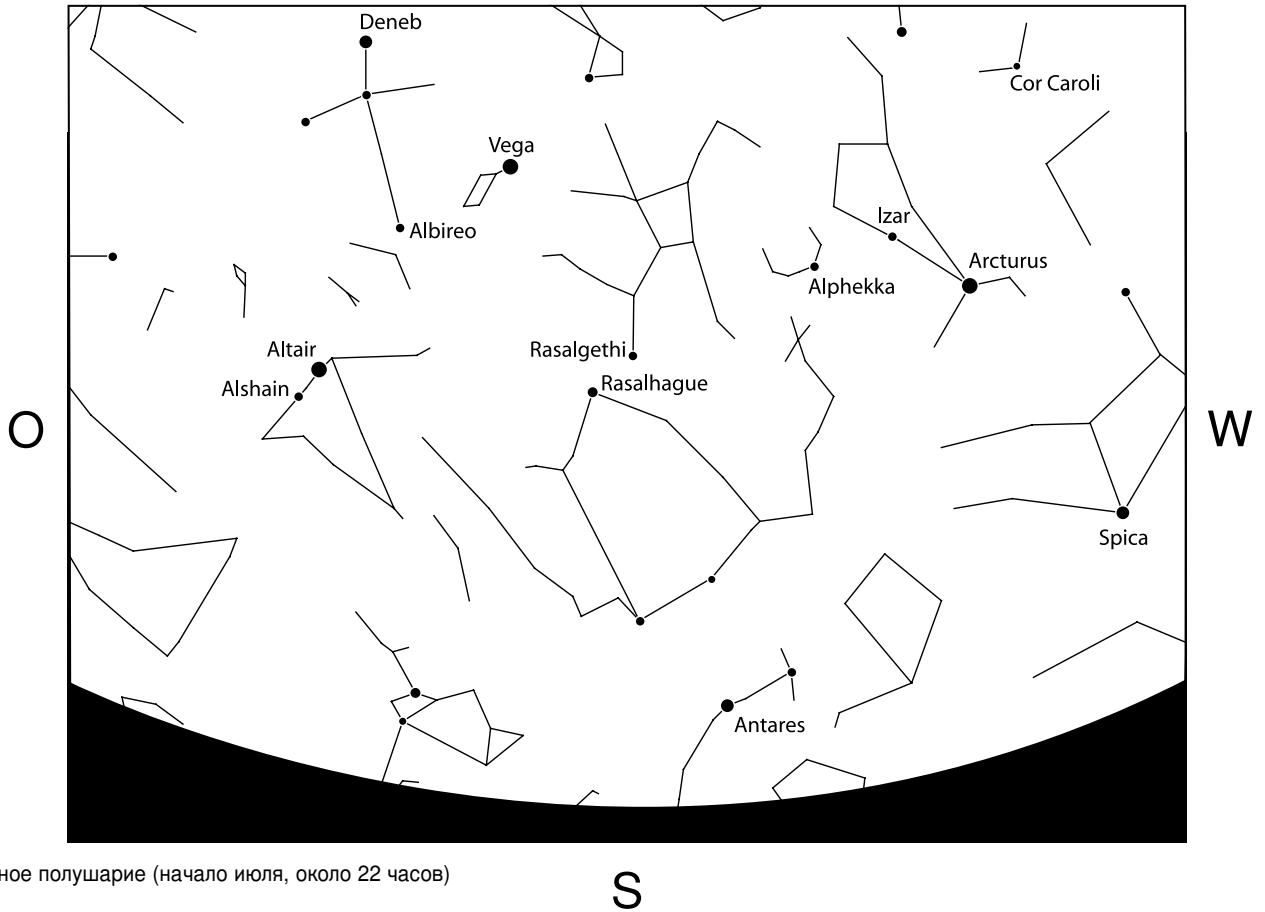 Deneb
Cor Caroli
Vega
Izar
Albireo
Arcturus
Alphekka
Altair
Rasalgethi
Alshain
Rasalhague
O
W
Spica
Antares
ное полушарие (начало июля, около 22 часов)
S